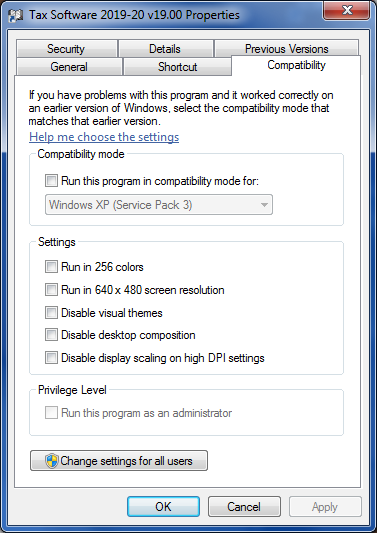 Tax Software 2019-20 v19.00 Properties
Security Details Previous Versions
General Shortcut Compatibility
If you have problems with this program and it worked correctly on
an earlier version of Windows, select the compatibility mode that
matches that earlier version.
Help me choose the settings
Compatibility mode
Run this program in compatibility mode for:
Windows XP (Service Pack 3)
Settings
Run in 256 colors
Run in 640 x 480 screen resolution
Disable visual themes
Disable desktop composition
Disable display scaling on high DPI settings
Privilege Level
Run this program as an administrator
Change settings for all users
OK Cancel Apply